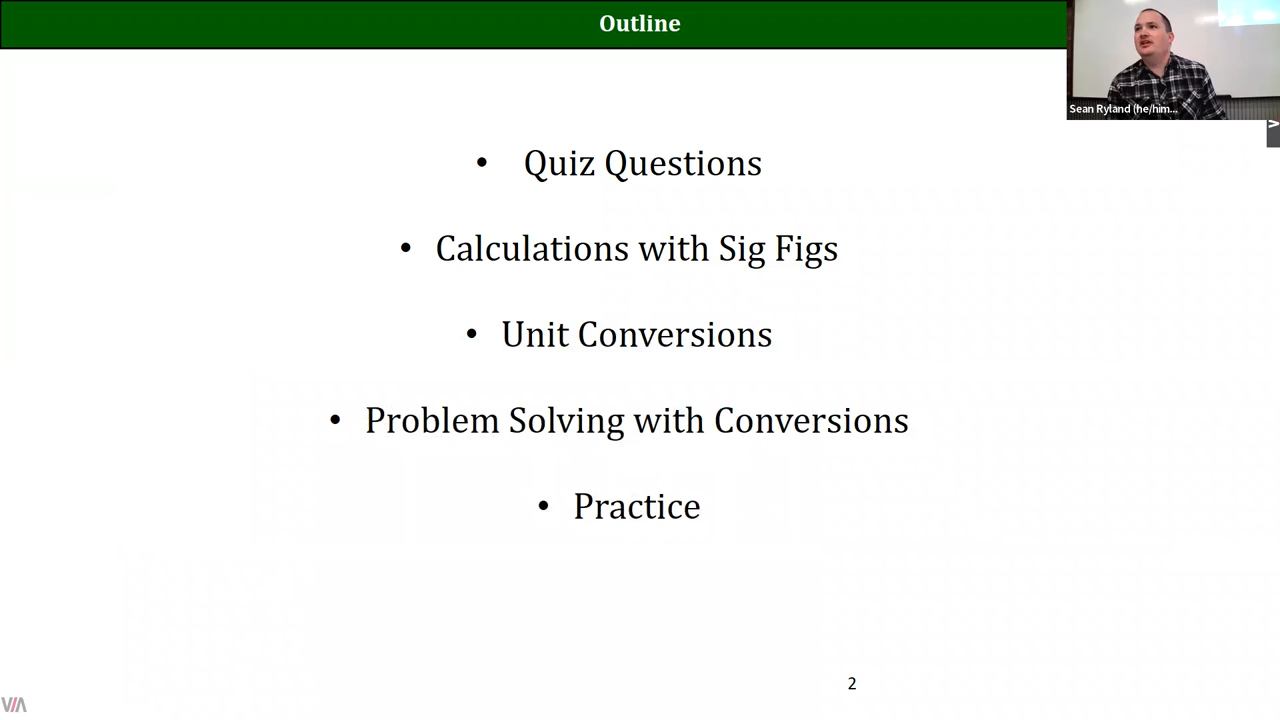 Outline
Sean Ryland (he/him...
• Quiz Questions
• Calculations with Sig Figs
• Unit Conversions
• Problem Solving with Conversions
• Practice
2
VIA